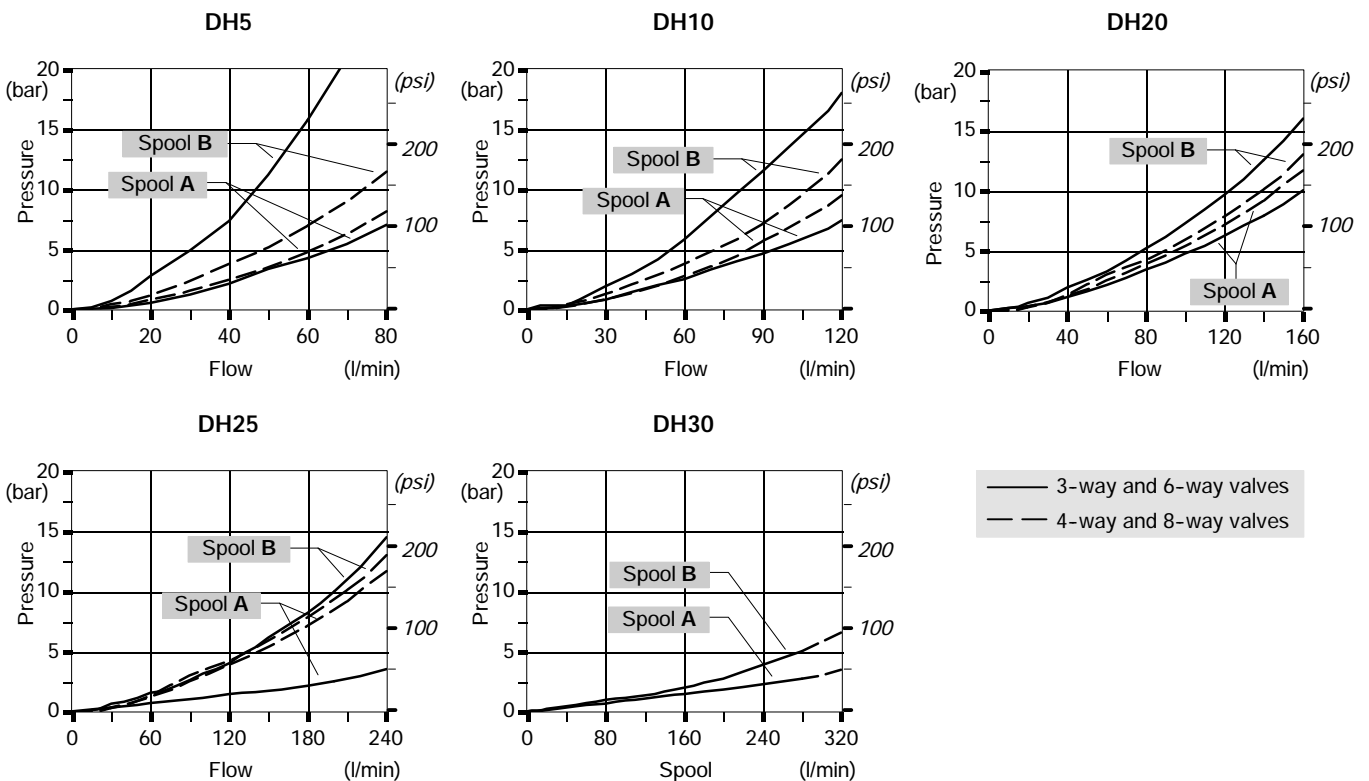 DH5
20
(bar)
15
10
5
0
Pressure
(psi)
200
100
Spool B
Spool A
0
20
40
60
80
Flow
(l/min)
DH10
20
(bar)
15
10
5
0
Pressure
(psi)
200
100
Spool B
Spool A
0
30
60
90
120
Flow
(l/min)
DH20
20
(bar)
15
10
5
0
Pressure
(psi)
200
100
Spool B
Spool A
0
40
80
120
160
Flow
(l/min)
DH25
20
(bar)
15
10
5
0
Pressure
(psi)
200
100
Spool B
Spool A
0
60
120
180
240
Flow
(l/min)
DH30
20
(bar)
15
10
5
0
Pressure
(psi)
200
100
Spool B
Spool A
0
80
160
240
320
Spool
(l/min)
3-way and 6-way valves
4-way and 8-way valves